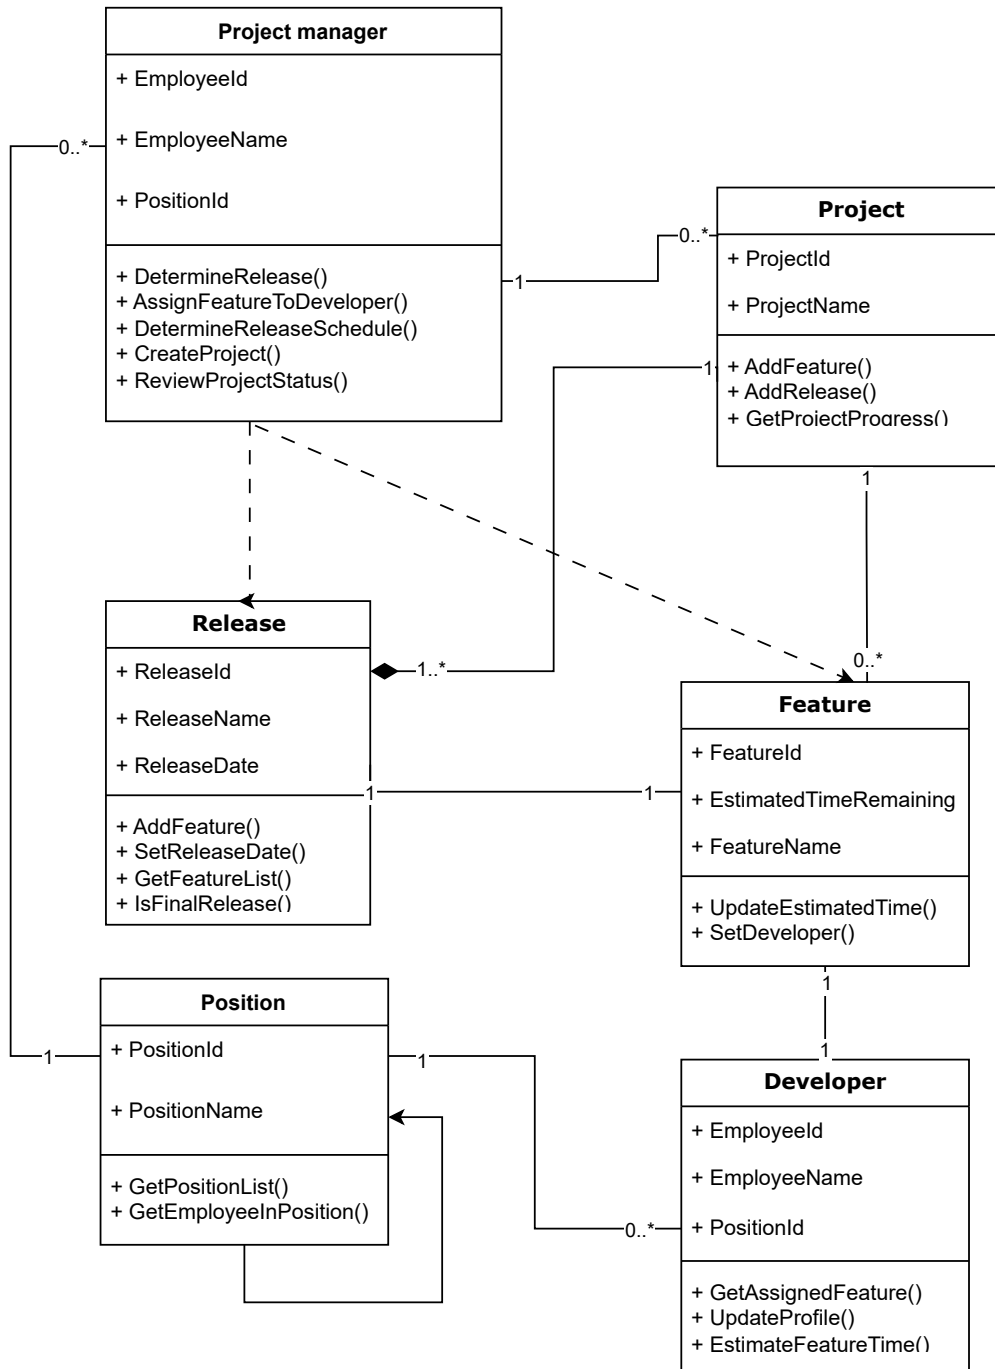 Project manager
+ EmployeeId
+ EmployeeName
+ PositionId
+ DetermineRelease()
+ AssignFeatureToDeveloper()
+ DetermineReleaseSchedule()
+ CreateProject()
+ ReviewProjectStatus()
0..*
1
0..*
Project
+ ProjectId
+ ProjectName
+ AddFeature()
+ AddRelease()
+ GetProjectProgress()
1
1
0..*
Release
+ ReleaseId
+ ReleaseName
+ ReleaseDate
+ AddFeature()
+ SetReleaseDate()
+ GetFeatureList()
+ IsFinalRelease()
1..*
1
1
Feature
+ FeatureId
+ EstimatedTimeRemaining
+ FeatureName
+ UpdateEstimatedTime()
+ SetDeveloper()
1
1
Position
+ PositionId
+ PositionName
+ GetPositionList()
+ GetEmployeeInPosition()
1
1
0..*
Developer
+ EmployeeId
+ EmployeeName
+ PositionId
+ GetAssignedFeature()
+ UpdateProfile()
+ EstimateFeatureTime()